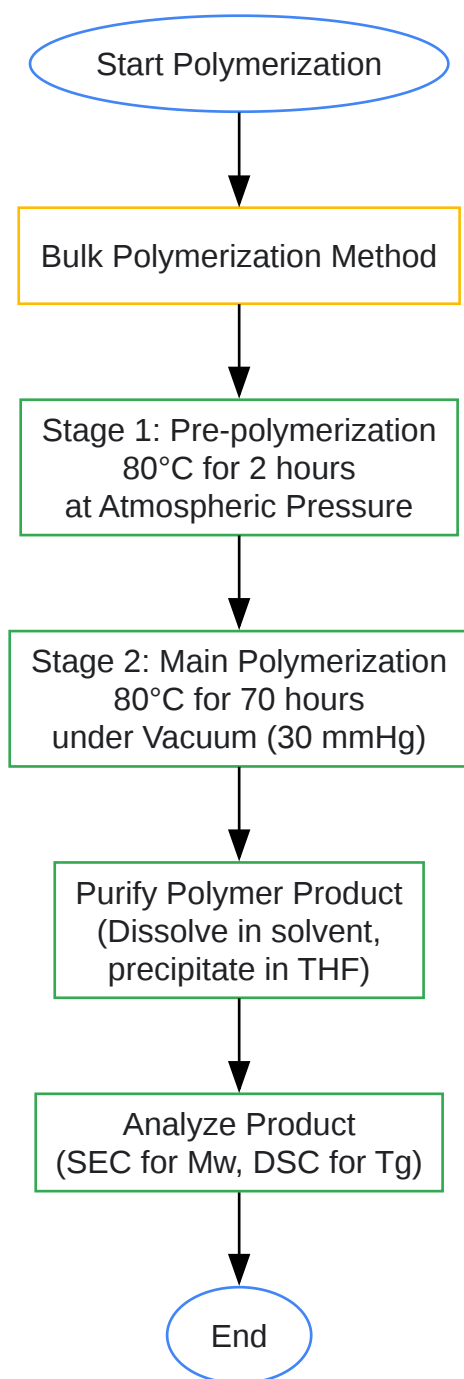 Start Polymerization
Bulk Polymerization Method
Stage 1: Pre-polymerization
80°C for 2 hours
at Atmospheric Pressure
Stage 2: Main Polymerization
80°C for 70 hours
under Vacuum (30 mmHg)
Purify Polymer Product
(Dissolve in solvent,
precipitate in THF)
Analyze Product
(SEC for Mw, DSC for Tg)
End